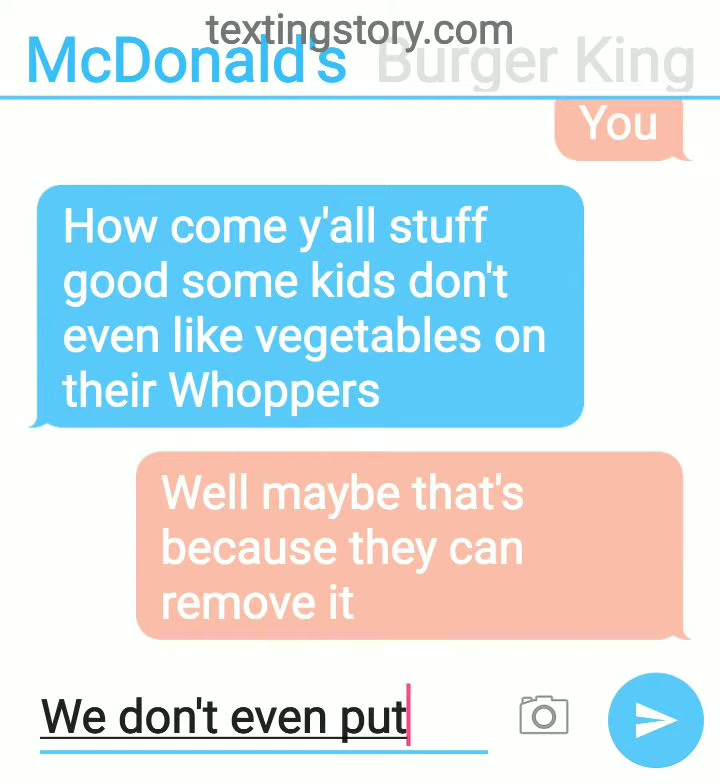 textingstory.com
McDonald's Burger King
You
How come y'all stuff
good some kids don't
even like vegetables on
their Whoppers
Well maybe that's
because they can
remove it
We don't even put